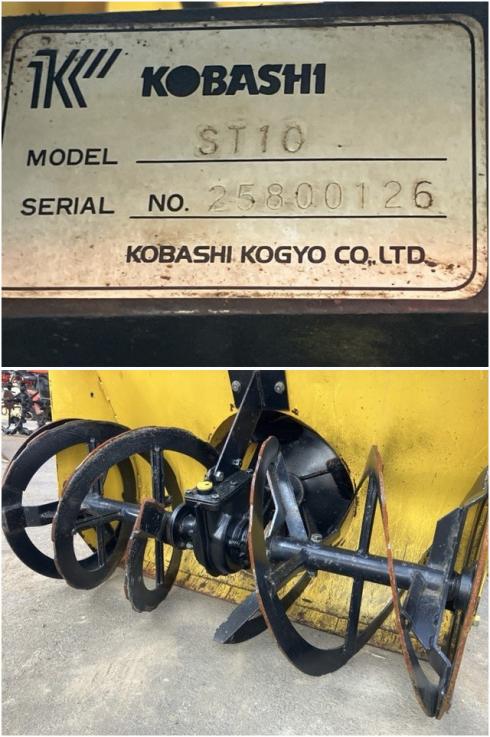 KOBASHI
MODEL ST10
SERIAL NO. 25800126
KOBASHI KOGYO CO,.LTD.